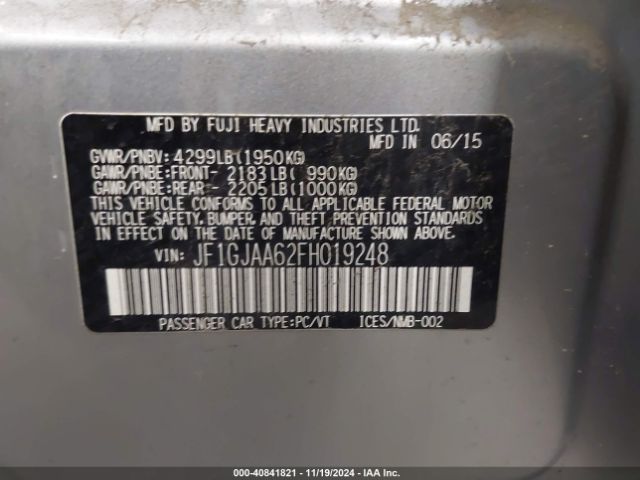 MFD BY FUJI HEAVY INDUSTRIES LTD.
MFD IN 06/15
GVWR/PNBV: 4299LB(1950KG)
GAWR/PNBE:FRONT- 2183LB( 990KG)
GAWR/PNBE:REAR - 2205LB(1000KG)
THIS VEHICLE CONFORMS TO ALL APPLICABLE FEDERAL MOTOR
VEHICLE SAFETY, BUMPER, AND THEFT PREVENTION STANDARDS
IN EFFECT ON THE DATE OF MANUFACTURE SHOWN ABOVE.
VIN: JF1GJAA62FH019248
PASSENGER CAR TYPE:PC/VT ICES/NMB-002
000-40841821 - 11/19/2024 - IAAI.com